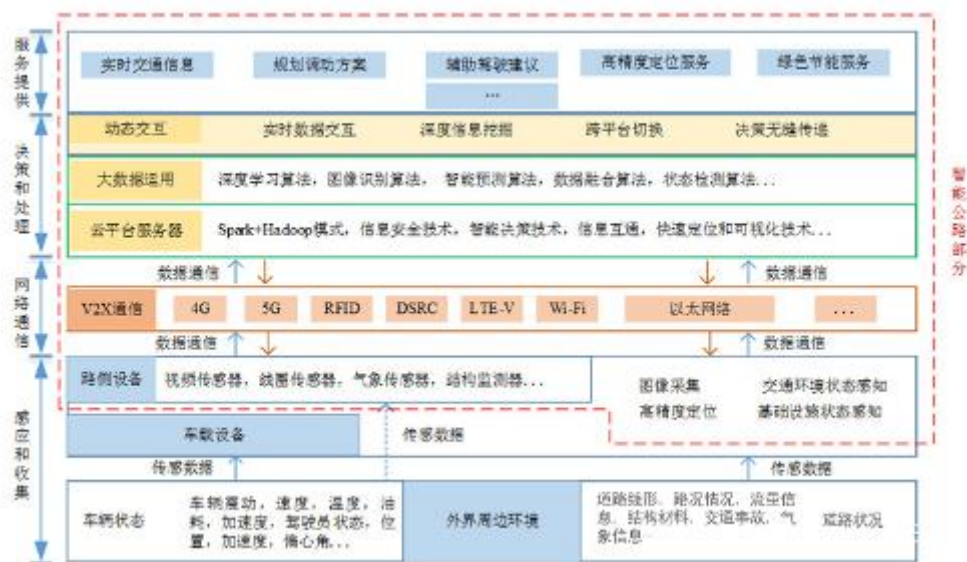 服务提供
实时交通信息
规划调动方案
辅助驾驶建议
高精度定位服务
绿色节能服务
...
决策和处理
动态交互
实时数据交互
深度信息挖掘
跨平台切换
决策无缝传递
大数据运用
深度学习算法，图像识别算法， 智能预测算法，数据融合算法，状态检测算法...
云平台服务器
Spark+Hadoop模式，信息安全技术，智能决策技术，信息互通，快速定位和可视化技术...
智能公路部分
数据通信
数据通信
网络通信
V2X通信
4G
5G
RFID
DSRC
LTE-V
Wi-Fi
以太网络
...
数据通信
数据通信
感应和收集
路侧设备
视频传感器，线圈传感器，气象传感器，结构监测器...
图像采集
交通环境状态感知
高精度定位
基础设施状态感知
车载设备
传感数据
传感数据
传感数据
车辆状态
车辆震动，速度，温度，油
耗，加速度，驾驶员状态，位
置，加速度，偏心角...
外界周边环境
道路线形，路况情况，流量信
息，结构材料，交通事故，气
象信息...
道路状况